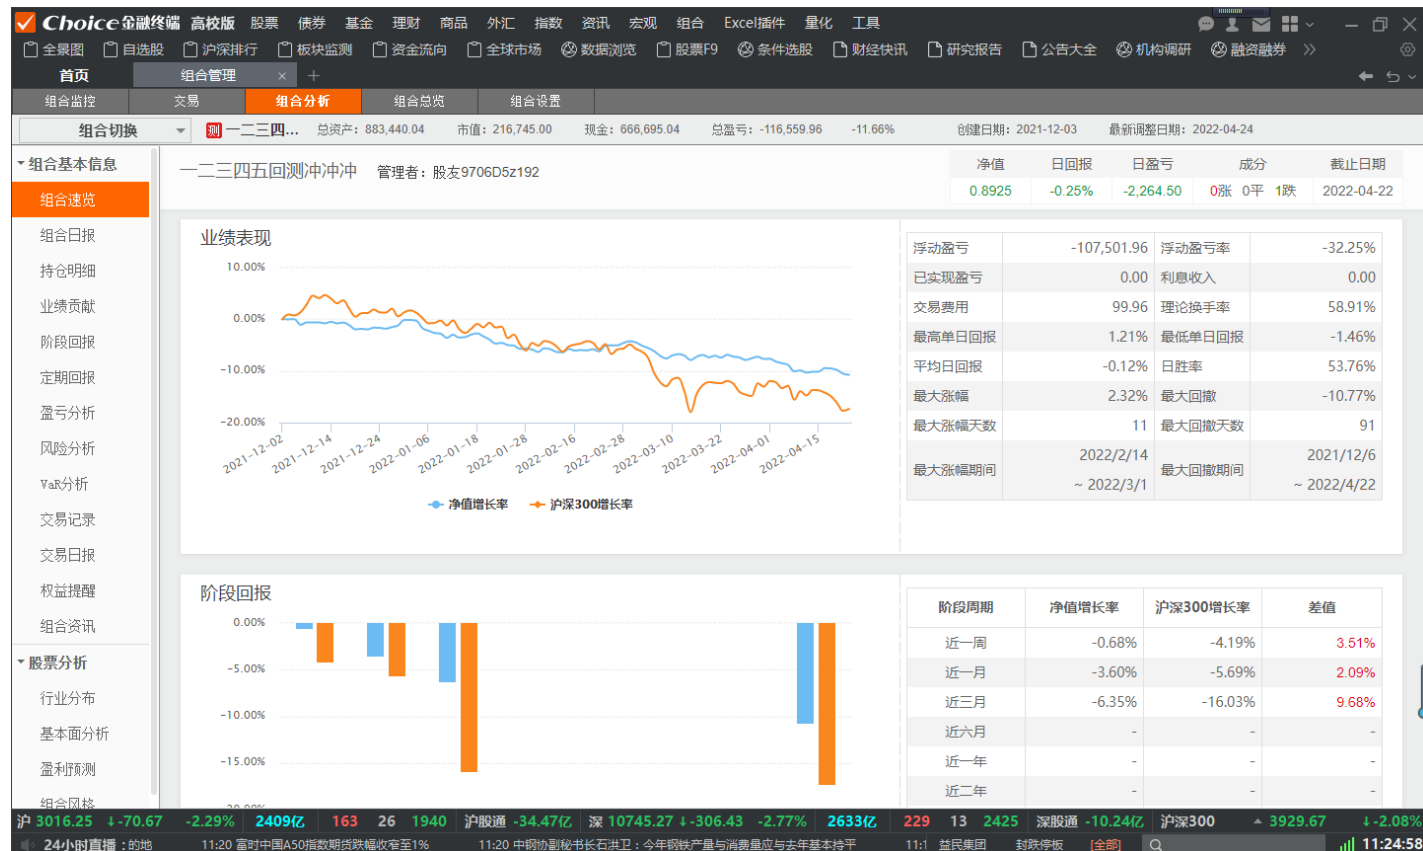 Choice金融终端 高校版 股票 债券 基金 理财 商品 外汇 指数 资讯 宏观 组合 Excel插件 量化 工具
全景图 自选股 沪深排行 板块监测 资金流向 全球市场 数据浏览 股票F9 条件选股 财经快讯 研究报告 公告大全 机构调研 融资融券
首页 组合管理
组合监控 交易 组合分析 组合总览 组合设置
组合切换 测 一二三四... 总资产：883,440.04 市值：216,745.00 现金：666,695.04 总盈亏：-116,559.96 -11.66% 创建日期：2021-12-03 最新调整日期：2022-04-24
组合基本信息
组合速览
组合日报
持仓明细
业绩贡献
阶段回报
定期回报
盈亏分析
风险分析
VaR分析
交易记录
交易日报
权益提醒
组合资讯
股票分析
行业分布
基本面分析
盈利预测
组合风格
一二三四五回测冲冲冲 管理者：股友9706D5z192
净值 日回报 日盈亏 成分 截止日期
0.8925 -0.25% -2,264.50 0涨 0平 1跌 2022-04-22
业绩表现
10.00%
0.00%
-10.00%
-20.00%
2021-12-02 2021-12-14 2021-12-24 2022-01-06 2022-01-18 2022-01-28 2022-02-16 2022-02-28 2022-03-10 2022-03-22 2022-04-01 2022-04-15
净值增长率 沪深300增长率
浮动盈亏 -107,501.96 浮动盈亏率 -32.25%
已实现盈亏 0.00 利息收入 0.00
交易费用 99.96 理论换手率 58.91%
最高单日回报 1.21% 最低单日回报 -1.46%
平均日回报 -0.12% 日胜率 53.76%
最大涨幅 2.32% 最大回撤 -10.77%
最大涨幅天数 11 最大回撤天数 91
最大涨幅期间 2022/2/14 ~ 2022/3/1 最大回撤期间 2021/12/6 ~ 2022/4/22
阶段回报
0.00%
-5.00%
-10.00%
-15.00%
阶段周期 净值增长率 沪深300增长率 差值
近一周 -0.68% -4.19% 3.51%
近一月 -3.60% -5.69% 2.09%
近三月 -6.35% -16.03% 9.68%
近六月 - - -
近一年 - - -
近二年 - - -
沪 3016.25 ↓-70.67 -2.29% 2409亿 163 26 1940 沪股通 -34.47亿 深 10745.27 ↓-306.43 -2.77% 2633亿 229 13 2425 深股通 -10.24亿 沪深300 3929.67 ↓-2.08%
24小时直播：的地 11:20 富时中国A50指数期货跌幅收窄至1% 11:20 中钢协副秘书长石洪卫：今年钢铁产量与消费量应与去年基本持平 11:1 益民集团 封跌停板 [全部] 11:24:58